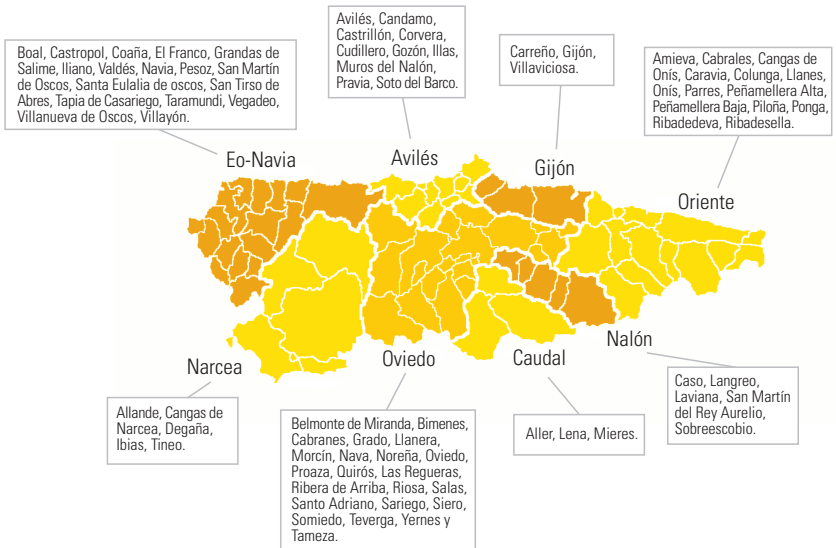 Boal, Castropol, Coaña, El Franco, Grandas de
Salime, Iliano, Valdés, Navia, Pesoz, San Martín
de Oscos, Santa Eulalia de oscos, San Tirso de
Abres, Tapia de Casariego, Taramundi, Vegadeo,
Villanueva de Oscos, Villayón.
Avilés, Candamo,
Castrillón, Corvera,
Cudillero, Gozón, Illas,
Muros del Nalón,
Pravia, Soto del Barco.
Carreño, Gijón,
Villaviciosa.
Amieva, Cabrales, Cangas de
Onís, Caravia, Colunga, Llanes,
Onís, Parres, Peñamellera Alta,
Peñamellera Baja, Piloña, Ponga,
Ribadedeva, Ribadesella.
Eo-Navia
Avilés
Gijón
Oriente
Narcea
Oviedo
Caudal
Nalón
Allande, Cangas de
Narcea, Degaña,
Ibias, Tineo.
Belmonte de Miranda, Bimenes,
Cabranes, Grado, Llanera,
Morcín, Nava, Noreña, Oviedo,
Proaza, Quirós, Las Regueras,
Ribera de Arriba, Riosa, Salas,
Santo Adriano, Sariego, Siero,
Somiedo, Teverga, Yernes y
Tameza.
Aller, Lena, Mieres.
Caso, Langreo,
Laviana, San Martín
del Rey Aurelio,
Sobreescobio.